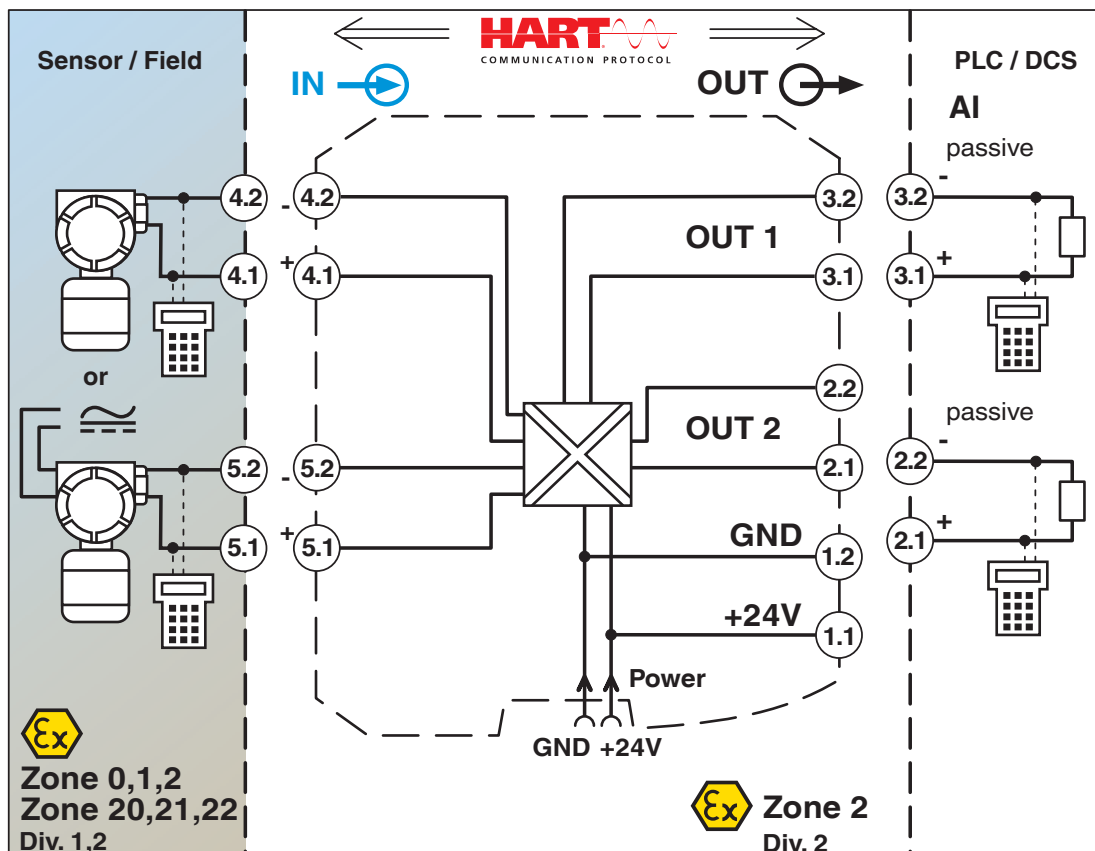 Sensor / Field
HART
COMMUNICATION PROTOCOL
PLC / DCS
IN
OUT
AI
passive
4.2
-
4.2
3.2
3.2
-
OUT 1
4.1
+
4.1
3.1
3.1
+
or
2.2
passive
OUT 2
5.2
-
5.2
2.1
2.2
-
5.1
+
5.1
GND
1.2
2.1
+
+24V
1.1
Power
GND +24V
Ex
Zone 0,1,2
Zone 20,21,22
Div. 1,2
Ex
Zone 2
Div. 2